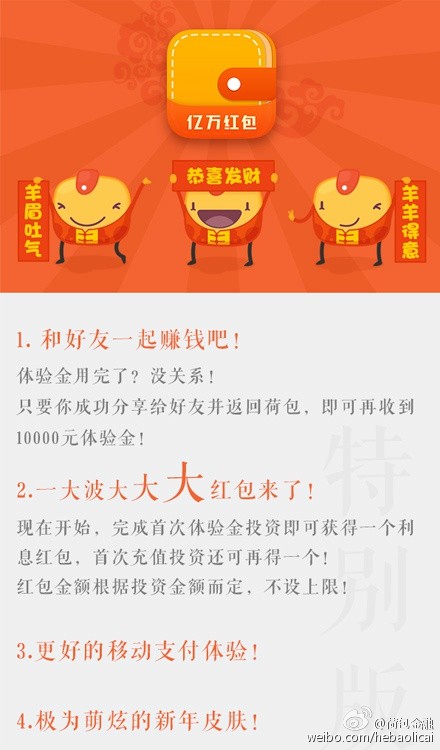 亿万红包
恭喜发财
羊眉吐气
羊羊得意
1. 和好友一起赚钱吧！
体验金用完了？没关系！
只要你成功分享给好友并返回荷包，即可再收到
10000元体验金！
2.一大波大大大红包来了！
现在开始，完成首次体验金投资即可获得一个利
息红包，首次充值投资还可再得一个！
红包金额根据投资金额而定，不设上限！
3.更好的移动支付体验！
4.极为萌炫的新年皮肤！
特别版
@荷包金融
weibo.com/hebaolicai